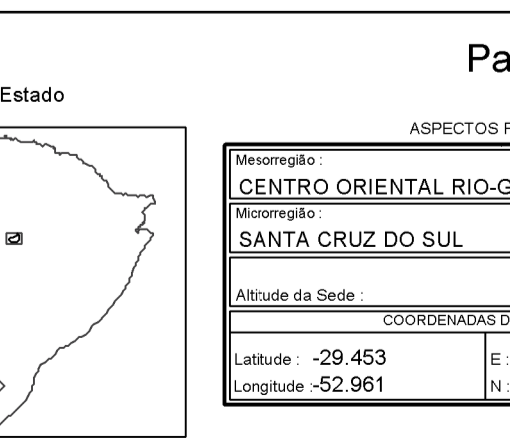 Pa
Estado
ASPECTOS F
Mesorregião :
CENTRO ORIENTAL RIO-G
Microrregião :
SANTA CRUZ DO SUL
Altitude da Sede :
COORDENADAS D
Latitude : -29.453 E :
Longitude :-52.961 N :